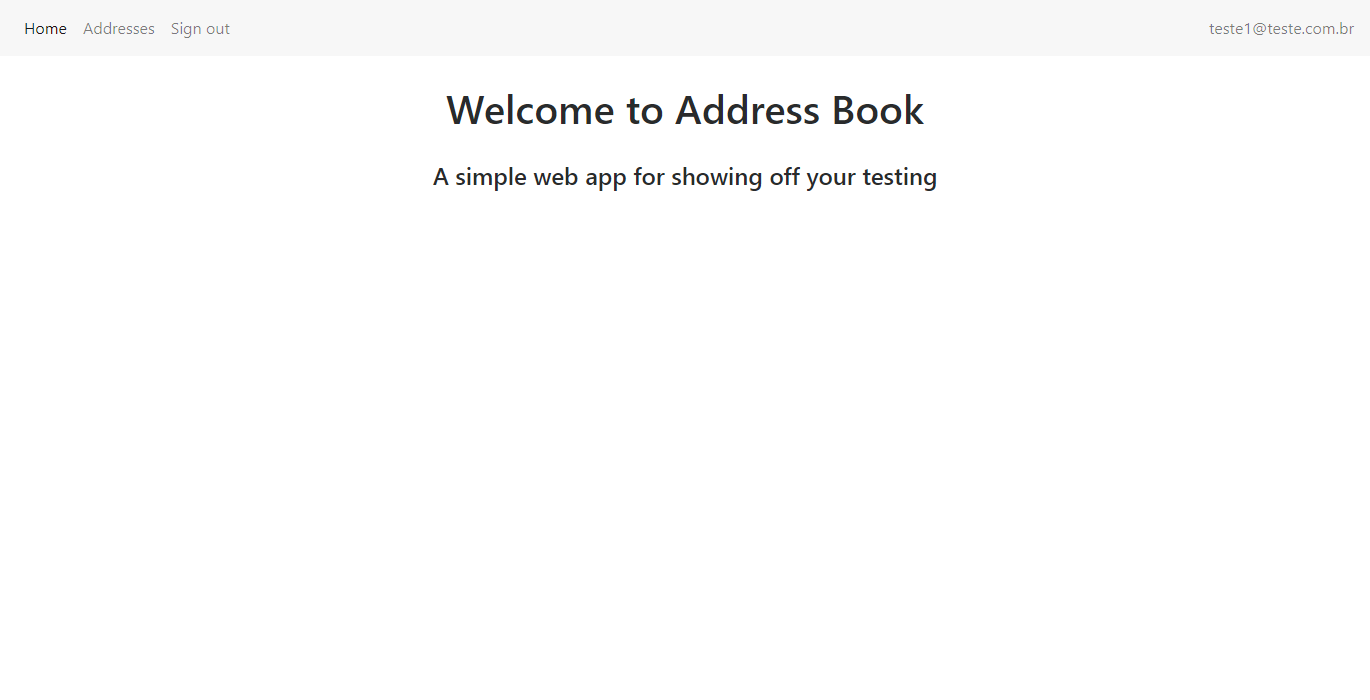 Home Addresses Sign out teste1@teste.com.br
Welcome to Address Book
A simple web app for showing off your testing